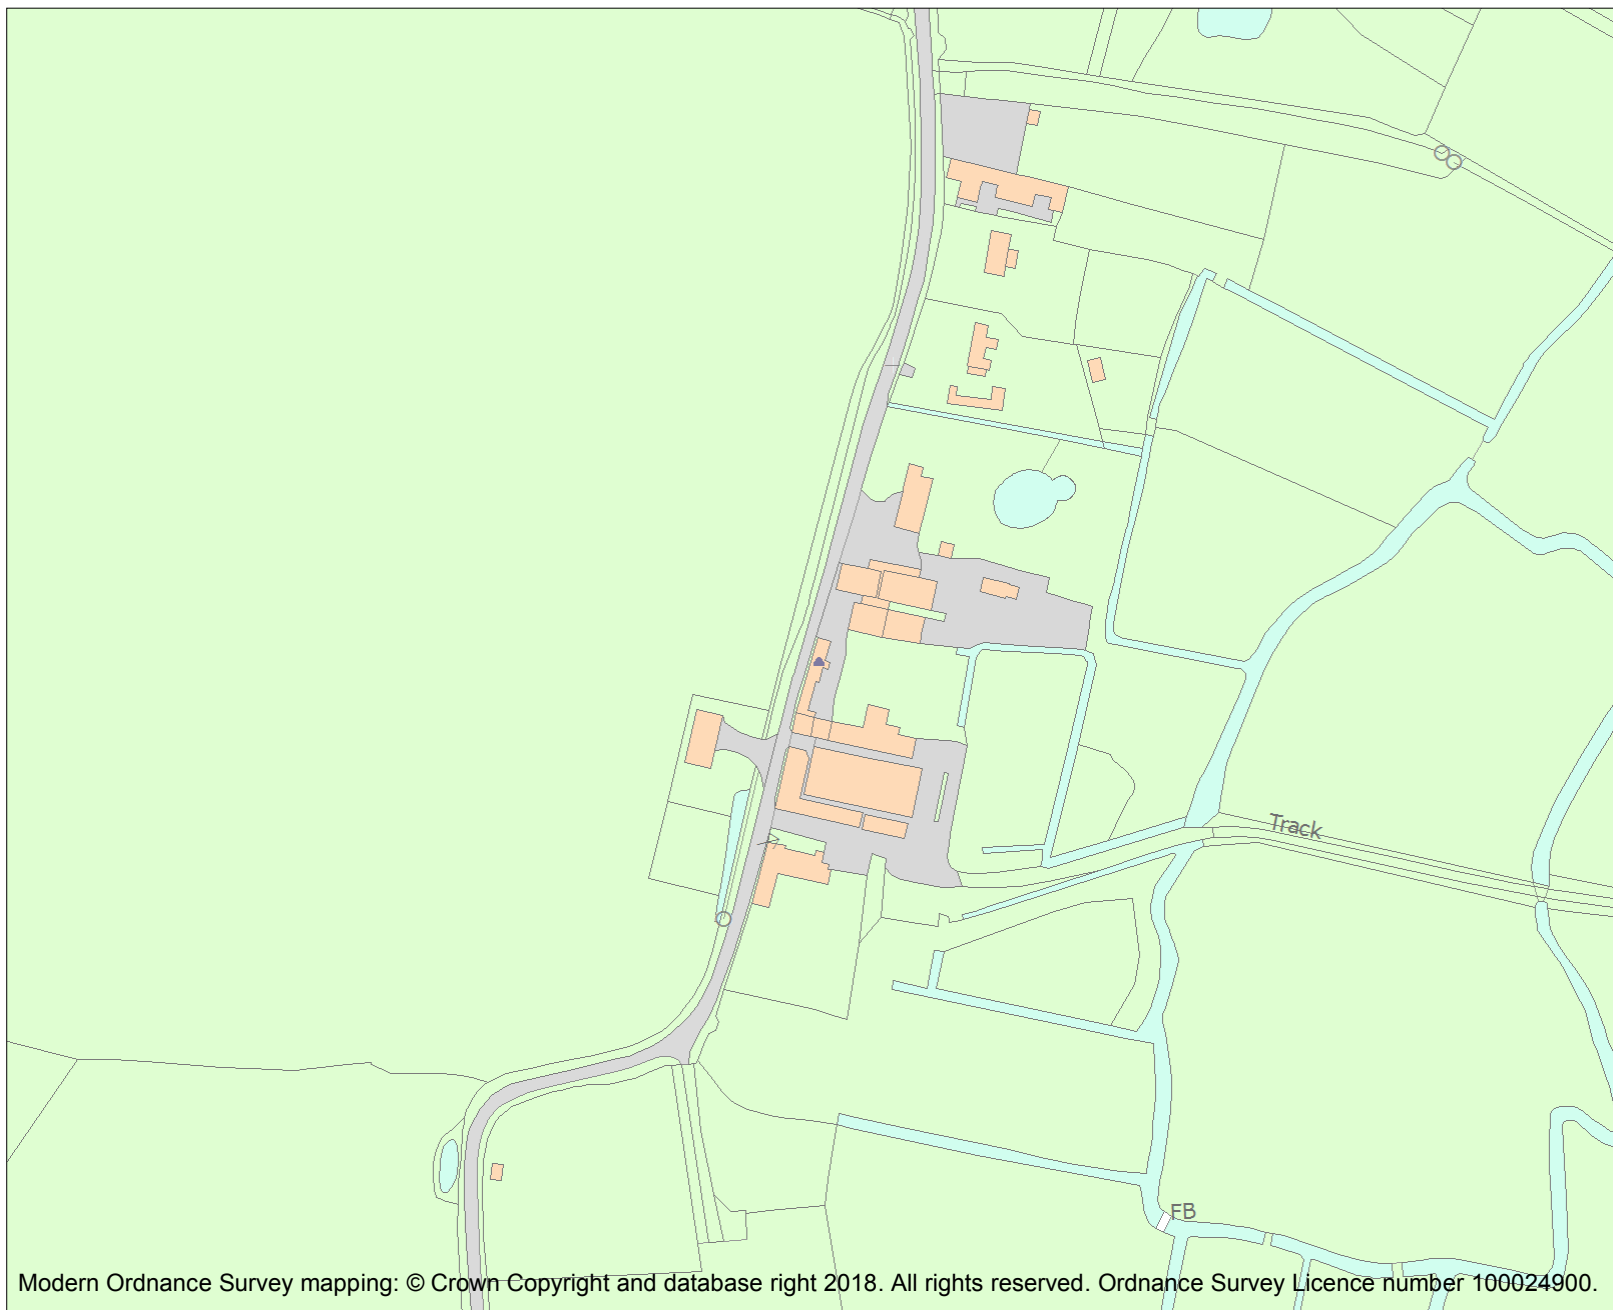 Track
FB
Modern Ordnance Survey mapping: © Crown Copyright and database right 2018. All rights reserved. Ordnance Survey Licence number 100024900.